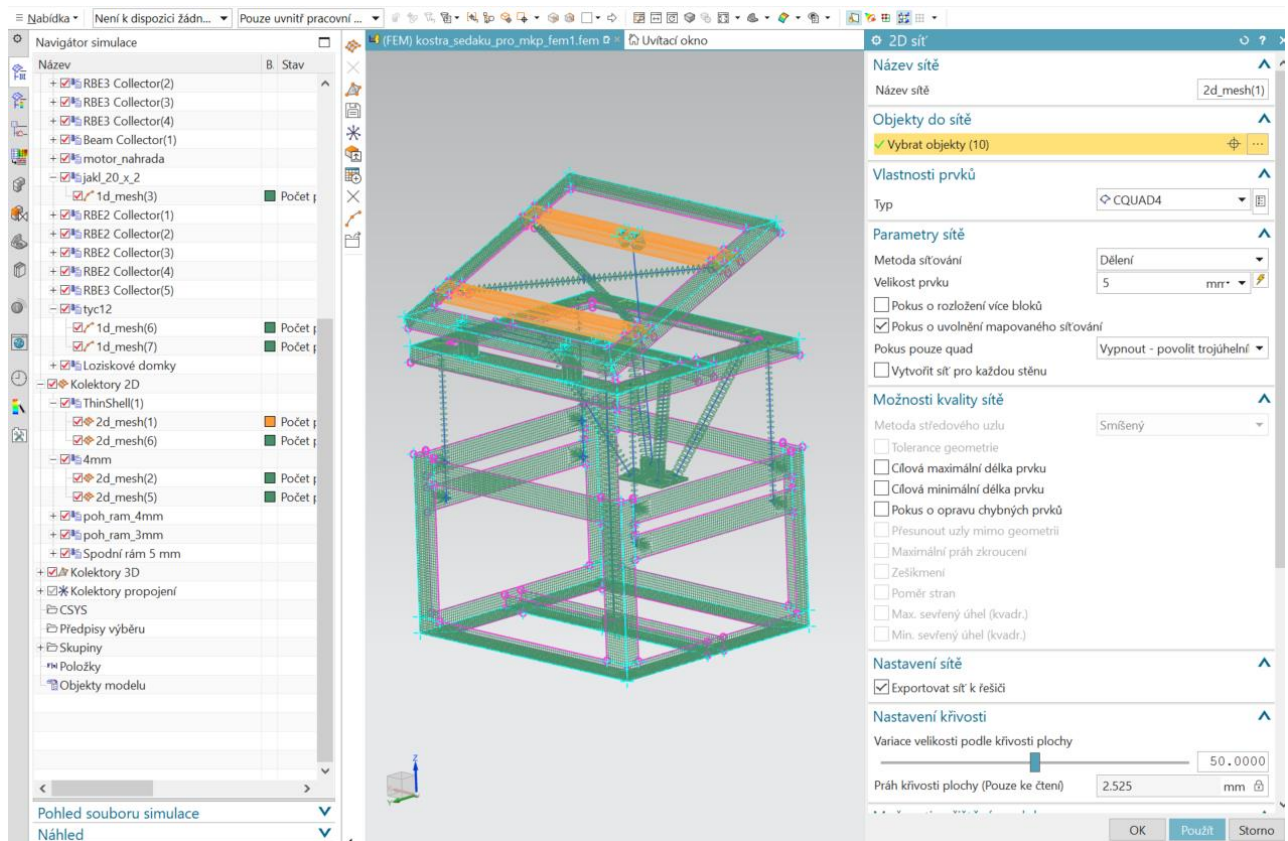 Nabídka
Není k dispozici žádn...
Pouze uvnitř pracovní ...
Navigátor simulace
Název
B.
Stav
RBE3 Collector(2)
RBE3 Collector(3)
RBE3 Collector(4)
Beam Collector(1)
motor_nahrada
jakl_20_x_2
1d_mesh(3)
Počet p
RBE2 Collector(1)
RBE2 Collector(2)
RBE2 Collector(3)
RBE2 Collector(4)
RBE3 Collector(5)
tyc12
1d_mesh(6)
Počet p
1d_mesh(7)
Počet p
Loziskové domky
Kolektory 2D
ThinShell(1)
2d_mesh(1)
Počet p
2d_mesh(6)
Počet p
4mm
2d_mesh(2)
Počet p
2d_mesh(5)
Počet p
poh_ram_4mm
poh_ram_3mm
Spodní rám 5 mm
Kolektory 3D
Kolektory propojení
CSYS
Předpisy výběru
Skupiny
Položky
Objekty modelu
Pohled souboru simulace
Náhled
(FEM) kostra_sedaku_pro_mkp_fem1.fem
Uvítací okno
Z
Y
2D síť
Název sítě
Název sítě
2d_mesh(1)
Objekty do sítě
Vybrat objekty (10)
Vlastnosti prvků
Typ
CQUAD4
Parametry sítě
Metoda síťování
Dělení
Velikost prvku
5
mm
Pokus o rozložení více bloků
Pokus o uvolnění mapovaného síťování
Pokus pouze quad
Vypnout - povolit trojúhelní
Vytvořit síť pro každou stěnu
Možnosti kvality sítě
Metoda středového uzlu
Smíšený
Tolerance geometrie
Cílová maximální délka prvku
Cílová minimální délka prvku
Pokus o opravu chybných prvků
Přesunout uzly mimo geometrii
Maximální práh zkroucení
Zešikmení
Poměr stran
Max. sevřený úhel (kvadr.)
Min. sevřený úhel (kvadr.)
Nastavení sítě
Exportovat síť k řešiči
Nastavení křivosti
Variace velikosti podle křivosti plochy
50.0000
Práh křivosti plochy (Pouze ke čtení)
2.525
mm
OK
Použít
Storno